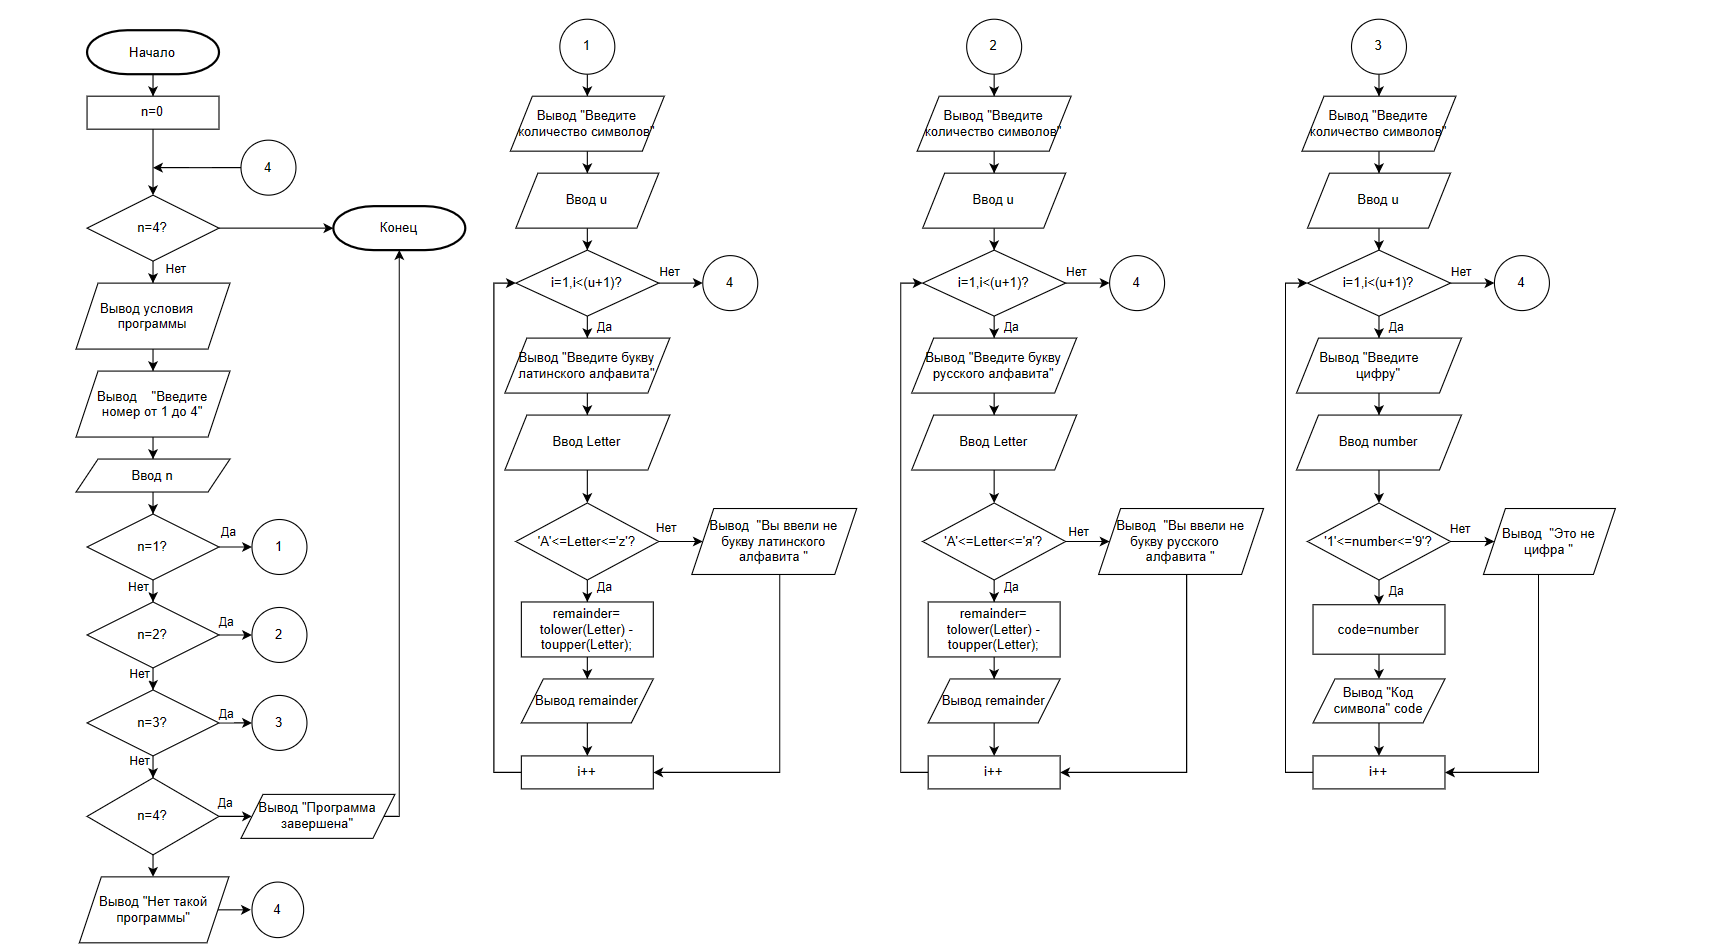 Начало
n=0
4
n=4?
Конец
Нет
Вывод условия
программы
Вывод "Введите
номер от 1 до 4"
Ввод n
n=1?
Да
1
Нет
n=2?
Да
2
Нет
n=3?
Да
3
Нет
n=4?
Да
Вывод "Программа
завершена"
Вывод "Нет такой
программы"
4
1
Вывод "Введите
количество символов"
Ввод u
i=1,i<(u+1)?
Нет
4
Да
Вывод "Введите букву
латинского алфавита"
Ввод Letter
'A'<=Letter<='z'?
Нет
Вывод "Вы ввели не
букву латинского
алфавита "
Да
remainder=
tolower(Letter) -
toupper(Letter);
Вывод remainder
i++
2
Вывод "Введите
количество символов"
Ввод u
i=1,i<(u+1)?
Нет
4
Да
Вывод "Введите букву
русского алфавита"
Ввод Letter
'А'<=Letter<='я'?
Нет
Вывод "Вы ввели не
букву русского
алфавита "
Да
remainder=
tolower(Letter) -
toupper(Letter);
Вывод remainder
i++
3
Вывод "Введите
количество символов"
Ввод u
i=1,i<(u+1)?
Нет
4
Да
Вывод "Введите
цифру"
Ввод number
'1'<=number<='9'?
Нет
Вывод "Это не
цифра "
Да
code=number
Вывод "Код
символа" code
i++